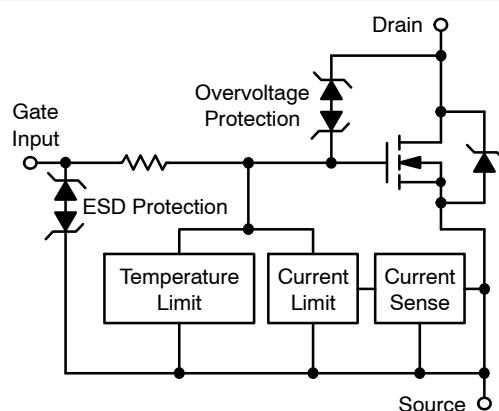 Drain
Overvoltage
Protection
Gate
Input
ESD Protection
Temperature
Limit
Current
Limit
Current
Sense
Source